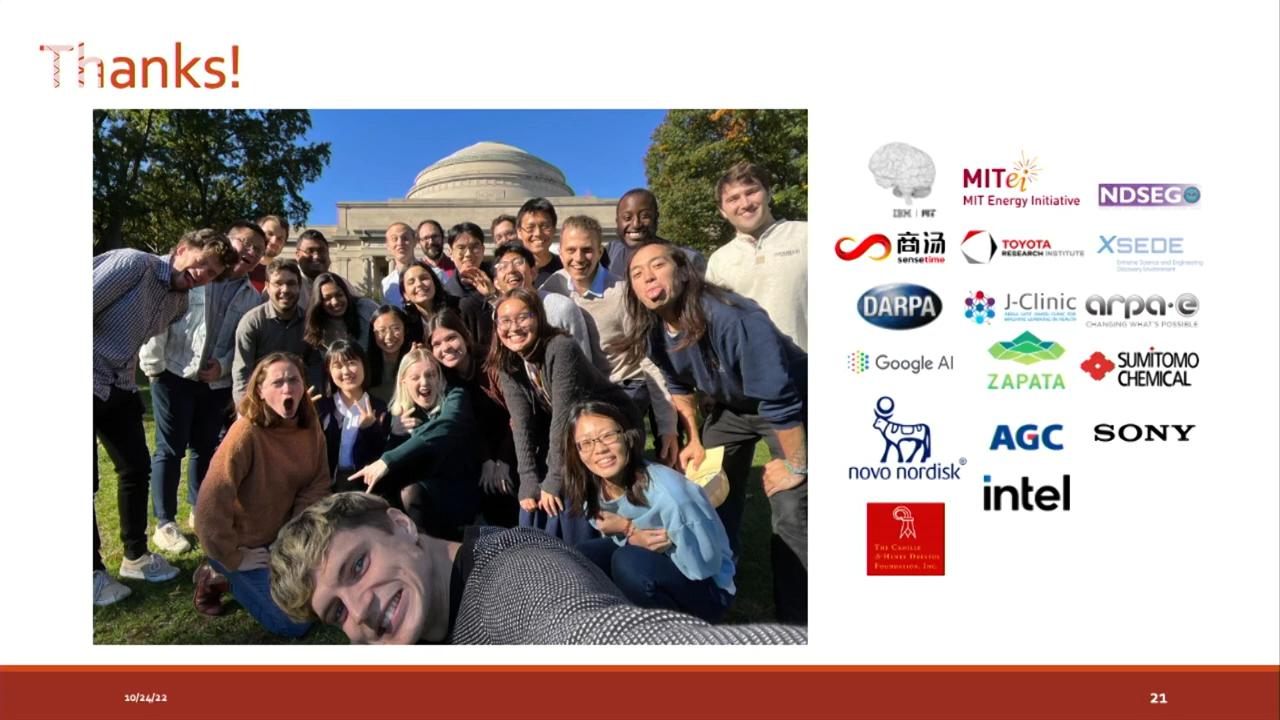 Thanks!
IBM | MIT
MITei
MIT Energy Initiative
NDSEG
商汤
sensetime
TOYOTA
RESEARCH INSTITUTE
XSEDE
Extreme Science and Engineering
Discovery Environment
DARPA
J-Clinic
arpa·e
CHANGING WHAT'S POSSIBLE
Google AI
ZAPATA
SUMITOMO
CHEMICAL
novo nordisk®
AGC
SONY
intel
THE CAMILLE
& HENRY DREYFUS
FOUNDATION, INC.
10/24/22
21